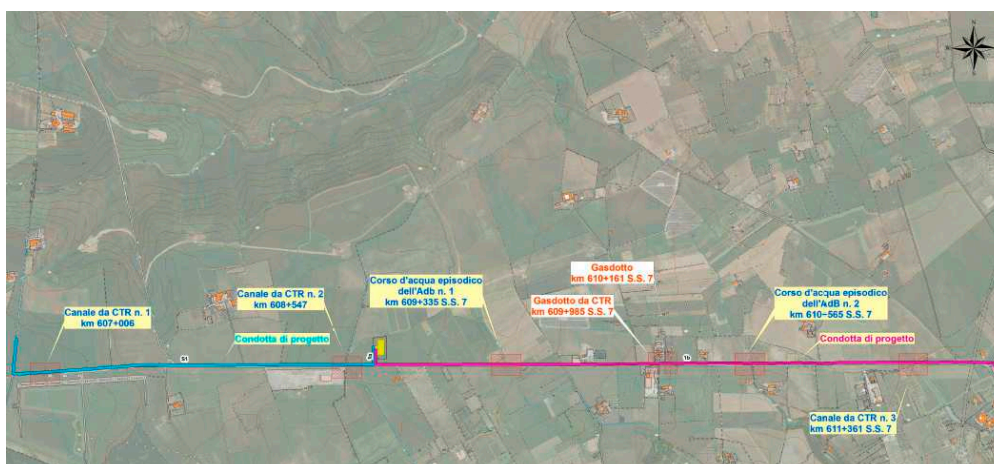 Canale da CTR n. 1
km 607+006
Canale da CTR n. 2
km 608+547
Condotta di progetto
Corso d'acqua episodico
dell'Adb n. 1
km 609+335 S.S. 7
Gasdotto
km 610+161 S.S. 7
Gasdotto da CTR
km 609+985 S.S. 7
Corso d'acqua episodico
dell'AdB n. 2
km 610+565 S.S. 7
Condotta di progetto
Canale da CTR n. 3
km 611+361 S.S. 7